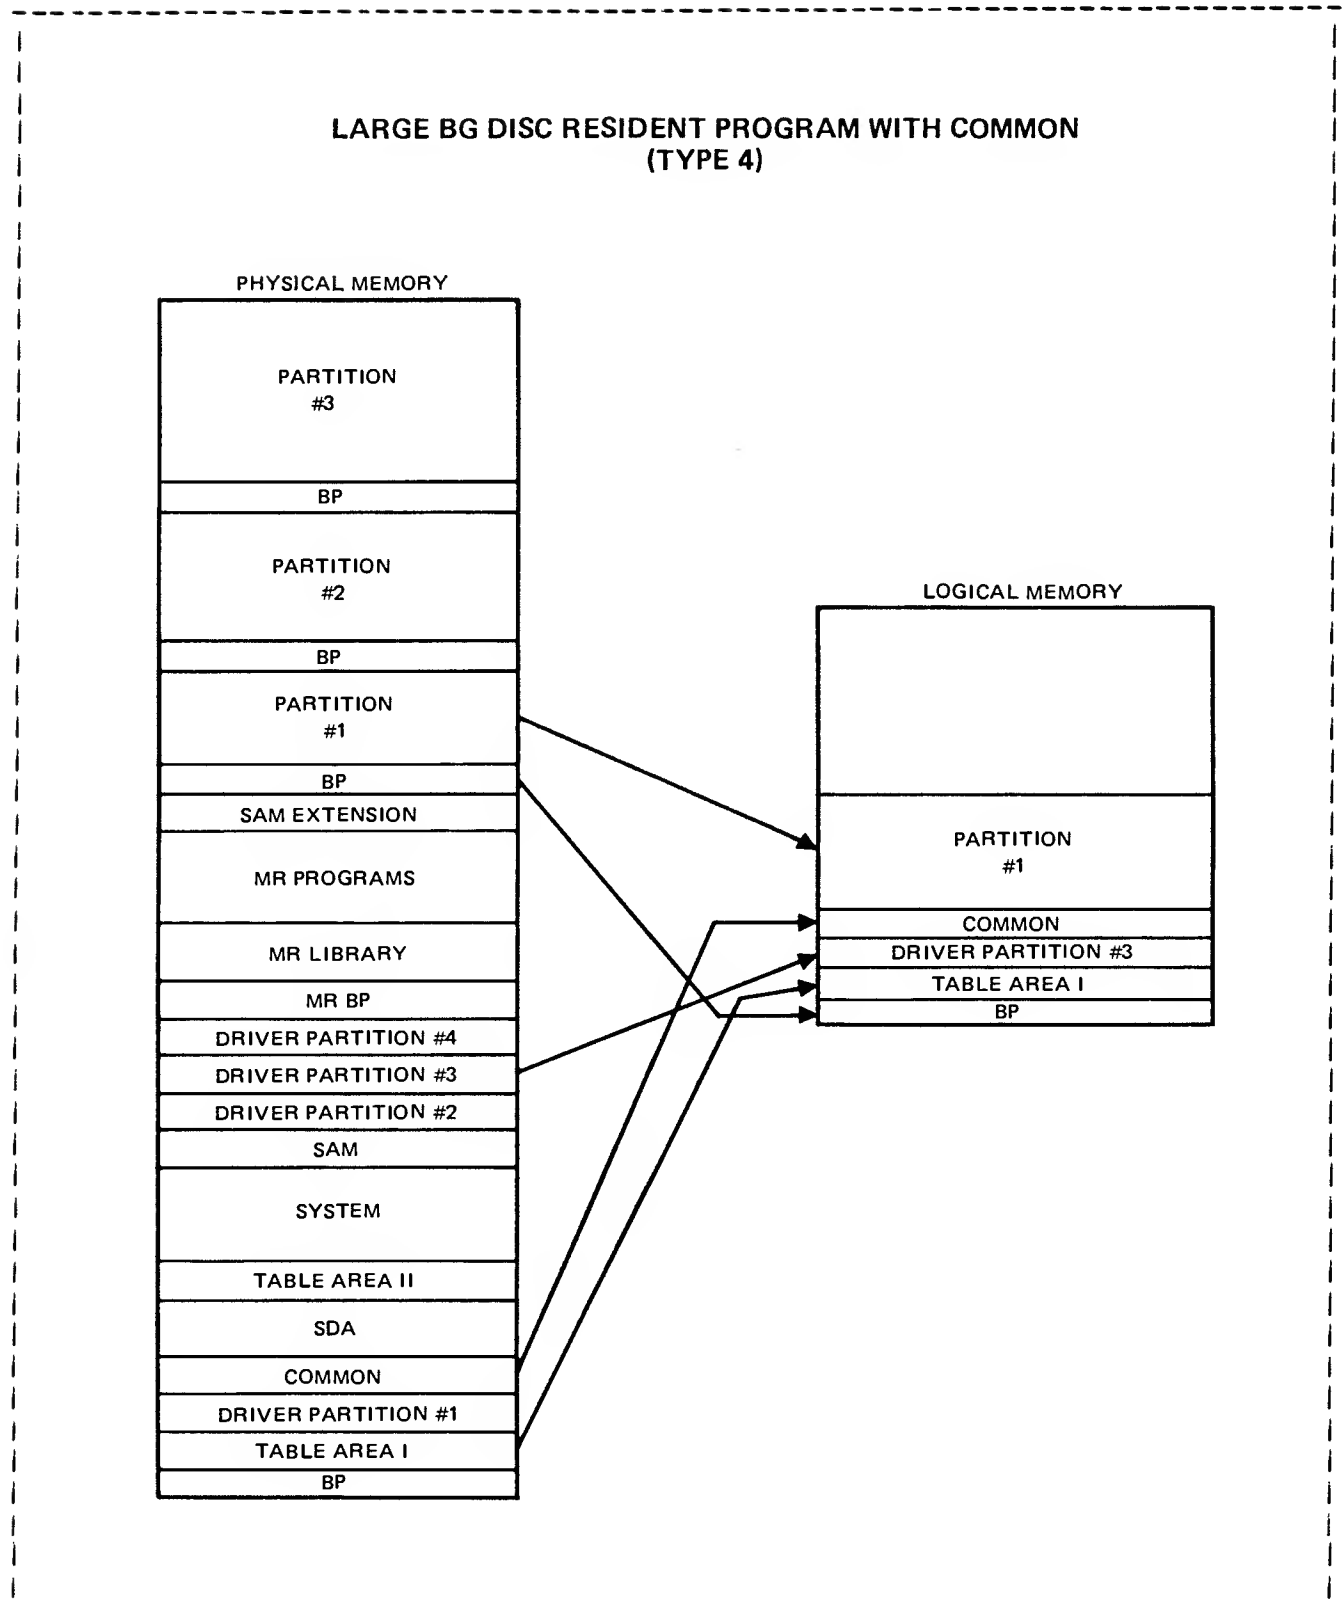 LARGE BG DISC RESIDENT PROGRAM WITH COMMON
(TYPE 4)
PHYSICAL MEMORY
PARTITION
#3
BP
PARTITION
#2
BP
PARTITION
#1
BP
SAM EXTENSION
MR PROGRAMS
MR LIBRARY
MR BP
DRIVER PARTITION #4
DRIVER PARTITION #3
DRIVER PARTITION #2
SAM
SYSTEM
TABLE AREA II
SDA
COMMON
DRIVER PARTITION #1
TABLE AREA I
BP
LOGICAL MEMORY
PARTITION
#1
COMMON
DRIVER PARTITION #3
TABLE AREA I
BP